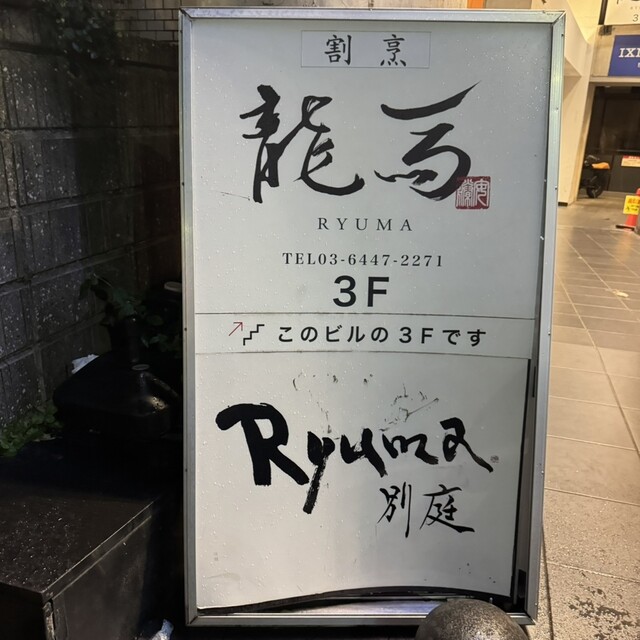 割烹
龍馬
RYUMA
TEL03-6447-2271
3F
このビルの3Fです
Ryuma
別庭